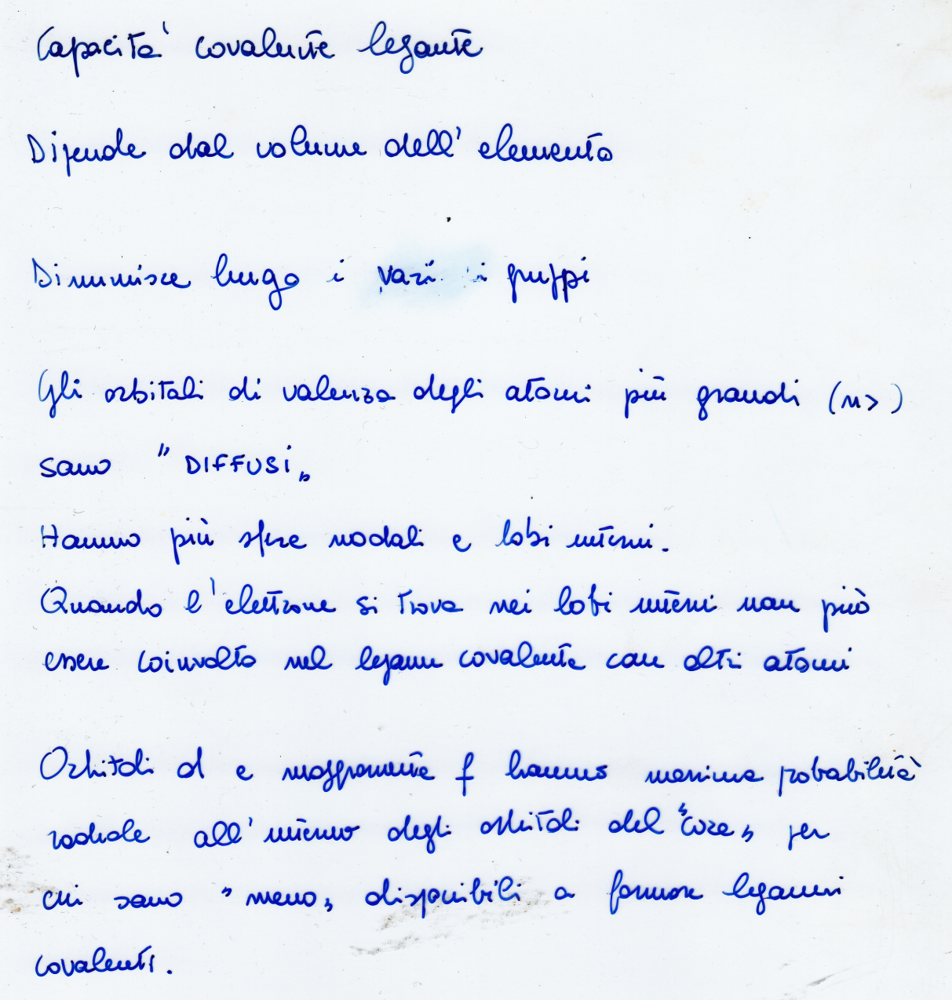 Capacità covalente legante
Dipende dal volume dell'elemento
Diminuisce lungo i vari gruppi
Gli orbitali di valenza degli atomi più grandi (n>)
sono "DIFFUSI"
Hanno più sfere nodali e lobi interni.
Quando l'elettrone si trova nei lobi interni non può
essere coinvolto nel legame covalente con altri atomi
Orbitali d e maggiormente f hanno massima probabilità
radiale all'interno degli orbitali del "core" per
cui sono "meno" disponibili a formare legami
covalenti.